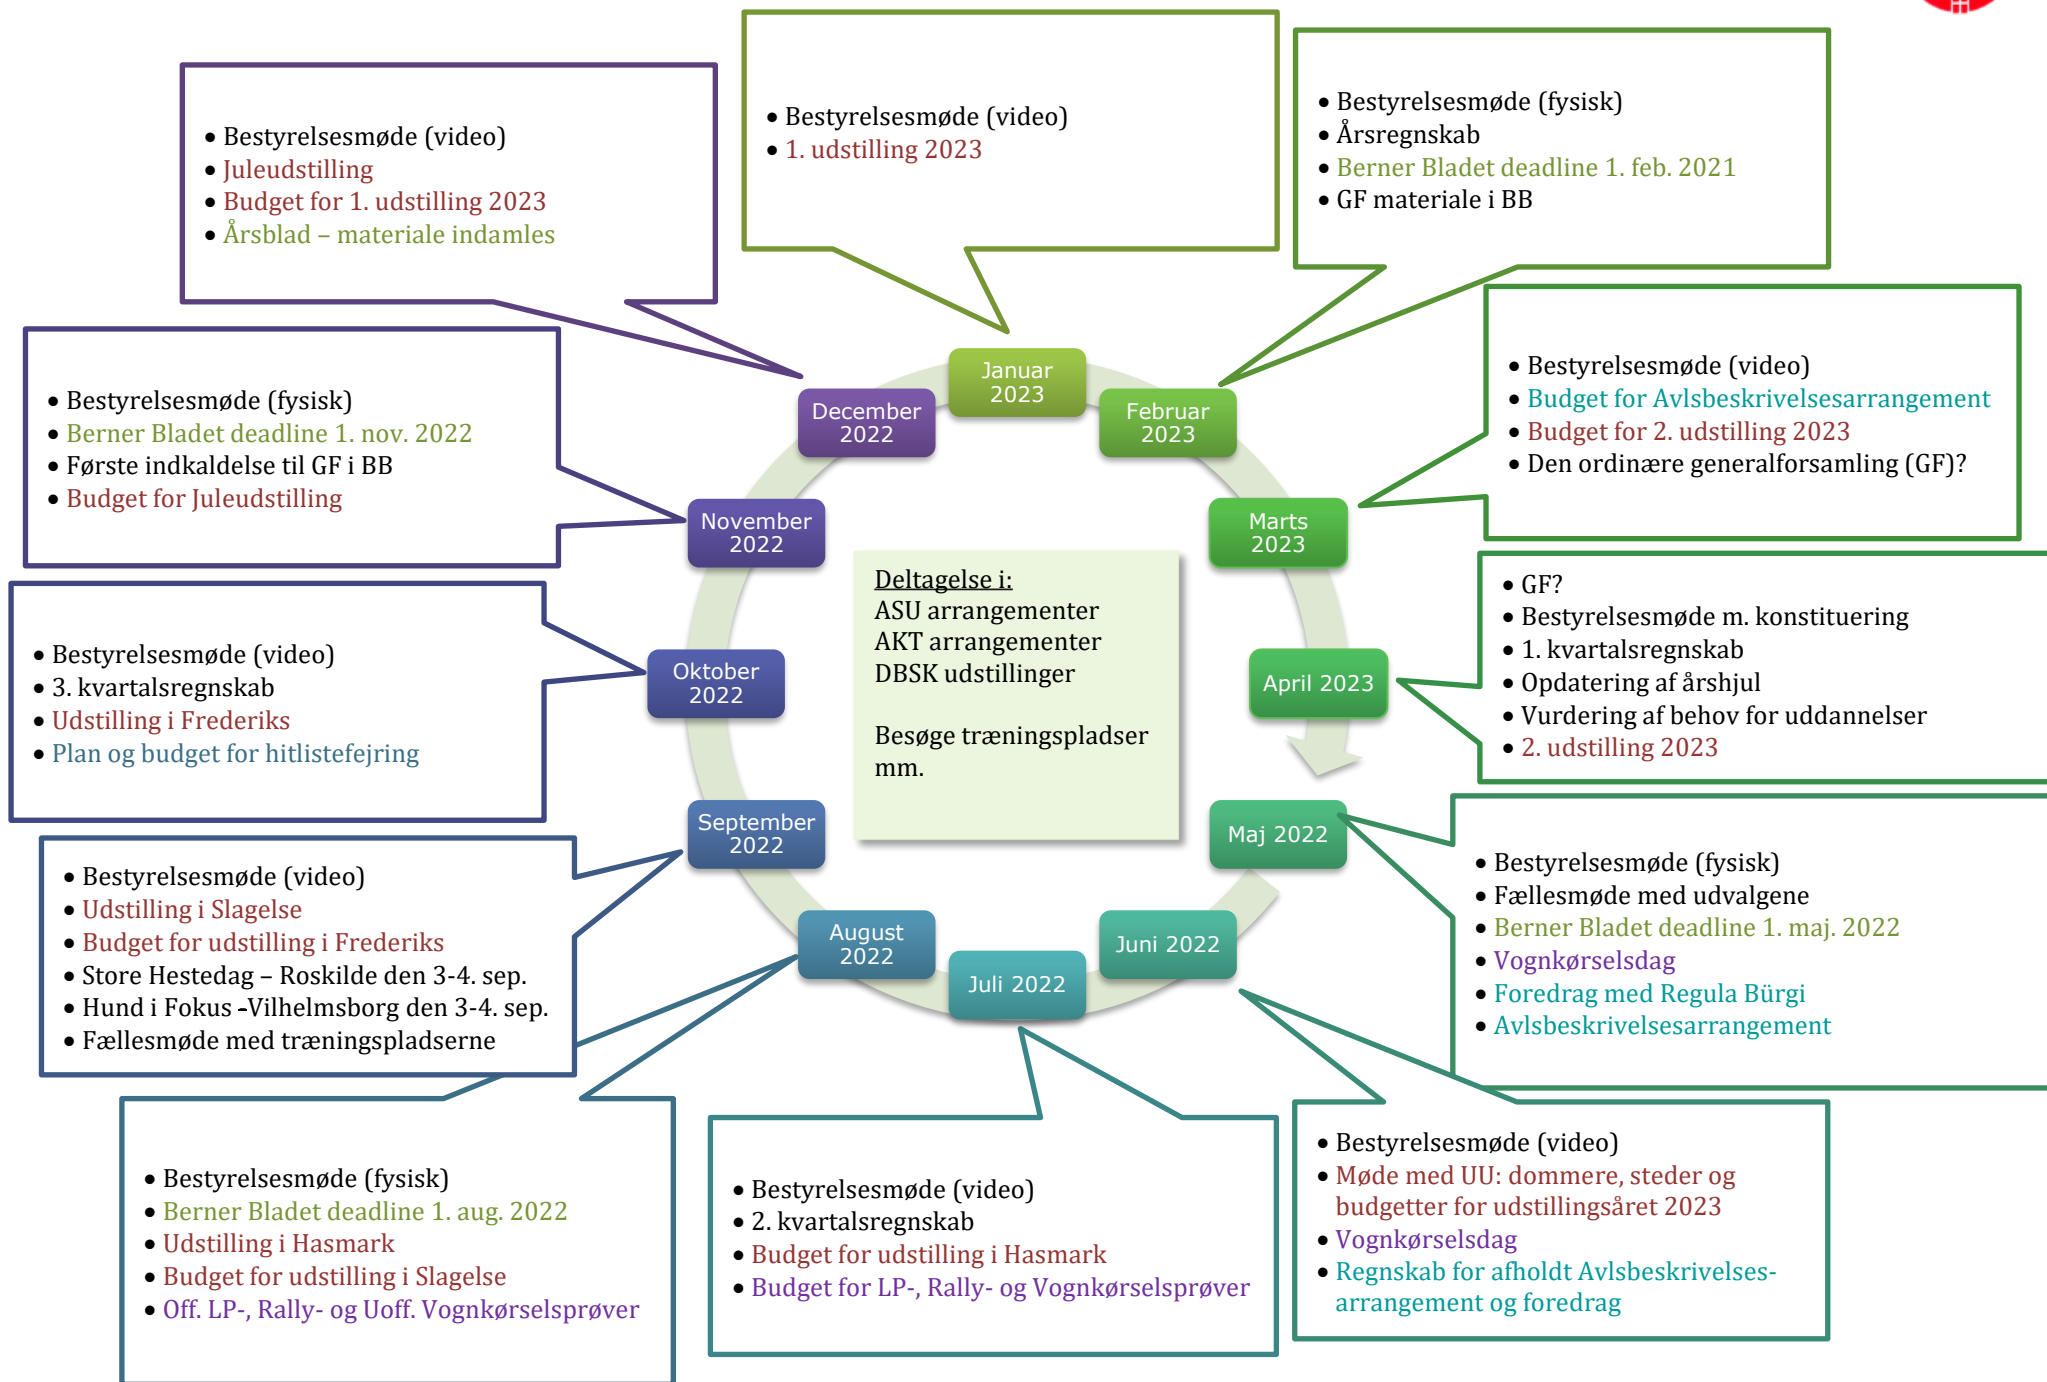 • Bestyrelsesmøde (video)
• Juleudstilling
• Budget for 1. udstilling 2023
• Årsblad – materiale indamles
• Bestyrelsesmøde (video)
• 1. udstilling 2023
• Bestyrelsesmøde (fysisk)
• Årsregnskab
• Berner Bladet deadline 1. feb. 2021
• GF materiale i BB
• Bestyrelsesmøde (video)
• Budget for Avlsbeskrivelsesarrangement
• Budget for 2. udstilling 2023
• Den ordinære generalforsamling (GF)?
• GF?
• Bestyrelsesmøde m. konstituering
• 1. kvartalsregnskab
• Opdatering af årshjul
• Vurdering af behov for uddannelser
• 2. udstilling 2023
• Bestyrelsesmøde (fysisk)
• Fællesmøde med udvalgene
• Berner Bladet deadline 1. maj. 2022
• Vognkørselsdag
• Foredrag med Regula Bürgi
• Avlsbeskrivelsesarrangement
• Bestyrelsesmøde (video)
• Møde med UU: dommere, steder og
budgetter for udstillingsåret 2023
• Vognkørselsdag
• Regnskab for afholdt Avlsbeskrivelses-
arrangement og foredrag
• Bestyrelsesmøde (video)
• 2. kvartalsregnskab
• Budget for udstilling i Hasmark
• Budget for LP-, Rally- og Vognkørselsprøver
• Bestyrelsesmøde (fysisk)
• Berner Bladet deadline 1. aug. 2022
• Udstilling i Hasmark
• Budget for udstilling i Slagelse
• Off. LP-, Rally- og Uoff. Vognkørselsprøver
• Bestyrelsesmøde (video)
• Udstilling i Slagelse
• Budget for udstilling i Frederiks
• Store Hestedag – Roskilde den 3-4. sep.
• Hund i Fokus –Vilhelmsborg den 3-4. sep.
• Fællesmøde med træningspladserne
• Bestyrelsesmøde (video)
• 3. kvartalsregnskab
• Udstilling i Frederiks
• Plan og budget for hitlistefejring
• Bestyrelsesmøde (fysisk)
• Berner Bladet deadline 1. nov. 2022
• Første indkaldelse til GF i BB
• Budget for Juleudstilling
Januar
2023
Februar
2023
Marts
2023
April 2023
Maj 2022
Juni 2022
Juli 2022
August
2022
September
2022
Oktober
2022
November
2022
December
2022
Deltagelse i:
ASU arrangementer
AKT arrangementer
DBSK udstillinger
Besøge træningspladser
mm.